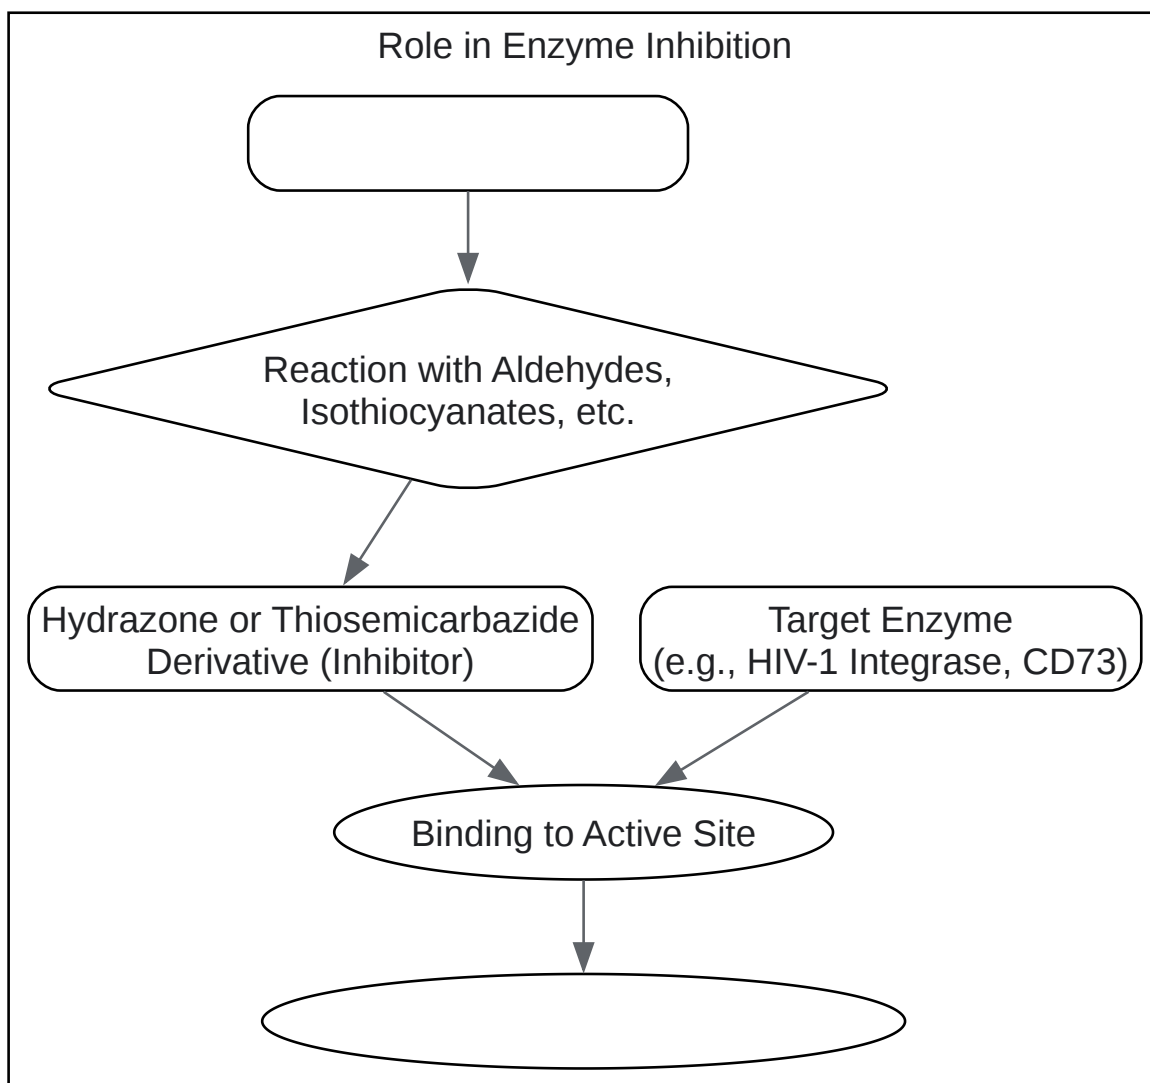 Role in Enzyme Inhibition
Reaction with Aldehydes,
Isothiocyanates, etc.
Hydrazone or Thiosemicarbazide
Derivative (Inhibitor)
Target Enzyme
(e.g., HIV-1 Integrase, CD73)
Binding to Active Site